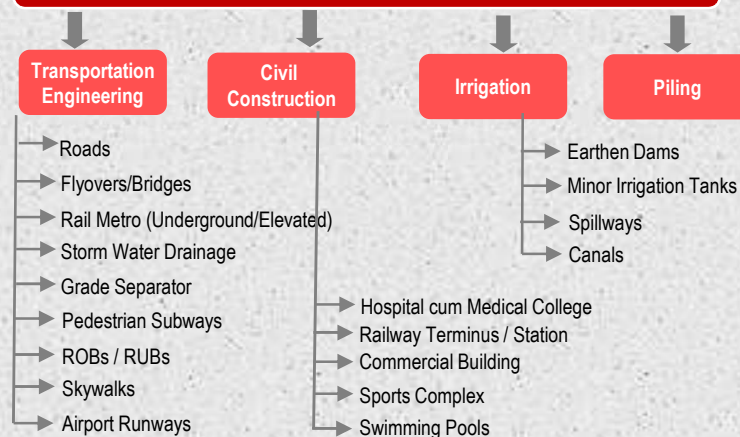 Transportation
Engineering
Roads
Flyovers/Bridges
Rail Metro (Underground/Elevated)
Storm Water Drainage
Grade Separator
Pedestrian Subways
ROBs / RUBs
Skywalks
Airport Runways
Civil
Construction
Hospital cum Medical College
Railway Terminus / Station
Commercial Building
Sports Complex
Swimming Pools
Irrigation
Earthen Dams
Minor Irrigation Tanks
Spillways
Canals
Piling